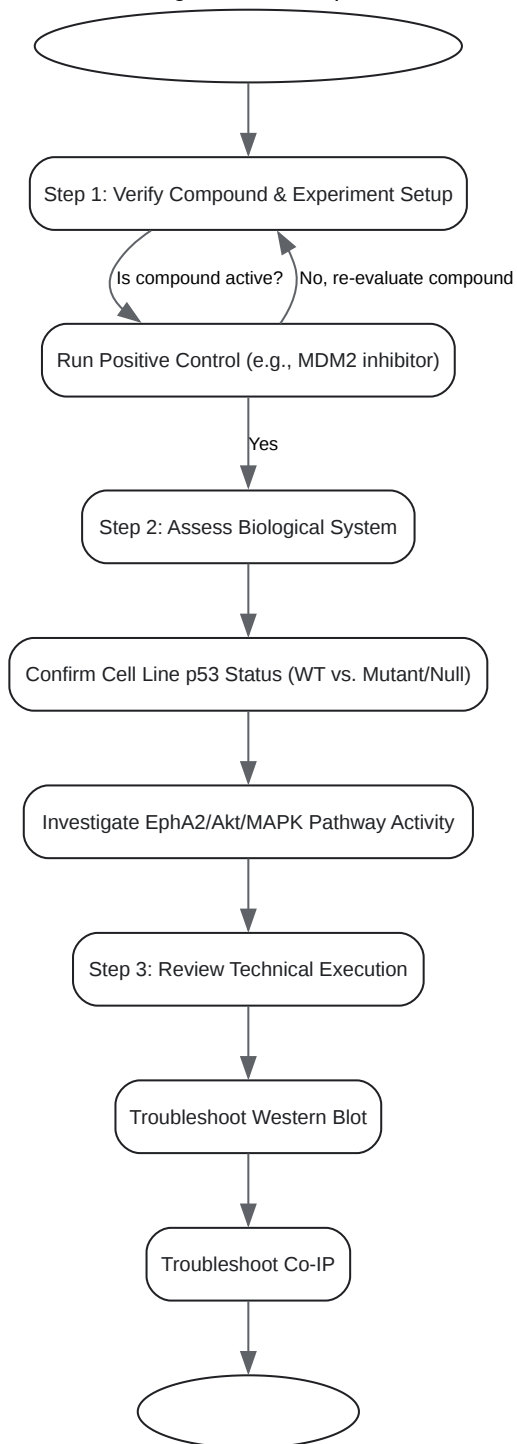 Step 1: Verify Compound & Experiment Setup
Is compound active?
No, re-evaluate compound
Run Positive Control (e.g., MDM2 inhibitor)
Yes
Step 2: Assess Biological System
Confirm Cell Line p53 Status (WT vs. Mutant/Null)
Investigate EphA2/Akt/MAPK Pathway Activity
Step 3: Review Technical Execution
Troubleshoot Western Blot
Troubleshoot Co-IP